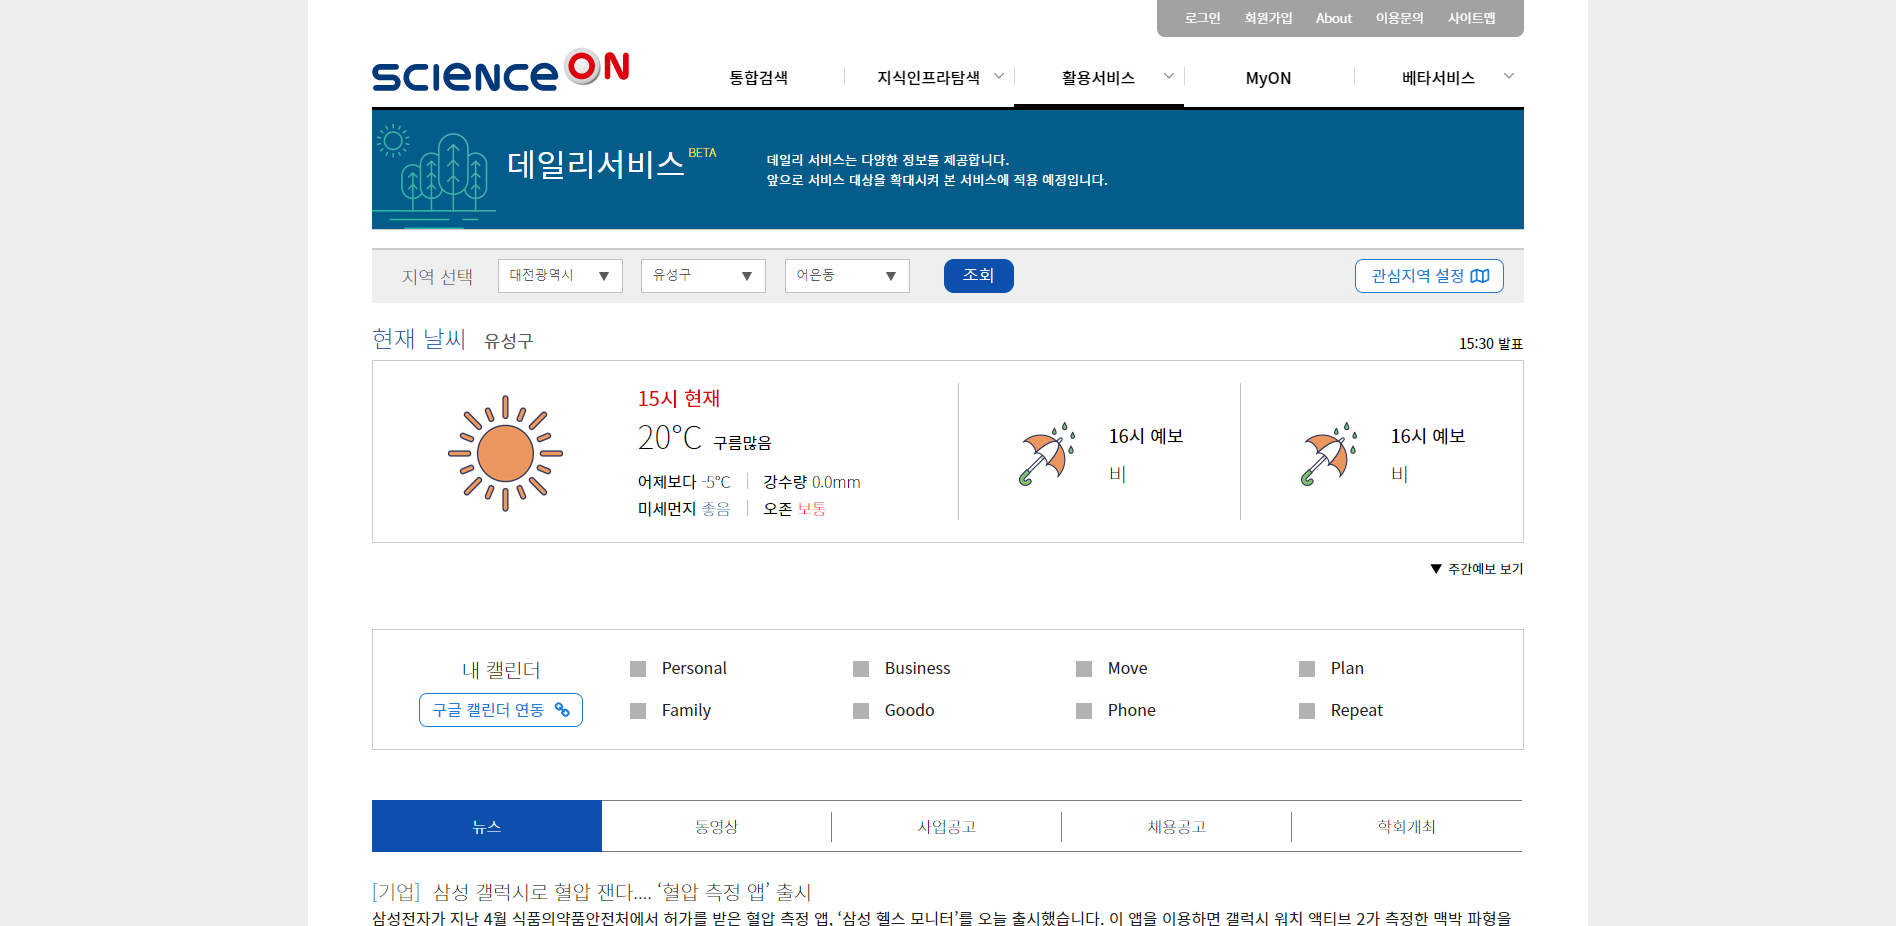 로그인 회원가입 About 이용문의 사이트맵
SCIENCE ON
통합검색 지식인프라탐색 활용서비스 MyON 베타서비스
데일리서비스 BETA
데일리 서비스는 다양한 정보를 제공합니다.
앞으로 서비스 대상을 확대시켜 본 서비스에 적용 예정입니다.
지역 선택 대전광역시 ▼ 유성구 ▼ 어은동 ▼ 조회 관심지역 설정
현재 날씨 유성구 15:30 발표
15시 현재
20℃ 구름많음
어제보다 -5℃ 강수량 0.0mm
미세먼지 좋음 오존 보통
16시 예보
비
16시 예보
비
▼ 주간예보 보기
내 캘린더
구글 캘린더 연동
Personal Business Move Plan
Family Goodo Phone Repeat
뉴스 동영상 사업공고 채용공고 학회개최
[기업] 삼성 갤럭시로 혈압 잰다.... ‘혈압 측정 앱’ 출시
삼성전자가 지난 4월 식품의약품안전처에서 허가를 받은 혈압 측정 앱, ‘삼성 헬스 모니터’를 오늘 출시했습니다. 이 앱을 이용하면 갤럭시 워치 액티브 2가 측정한 맥박 파형을